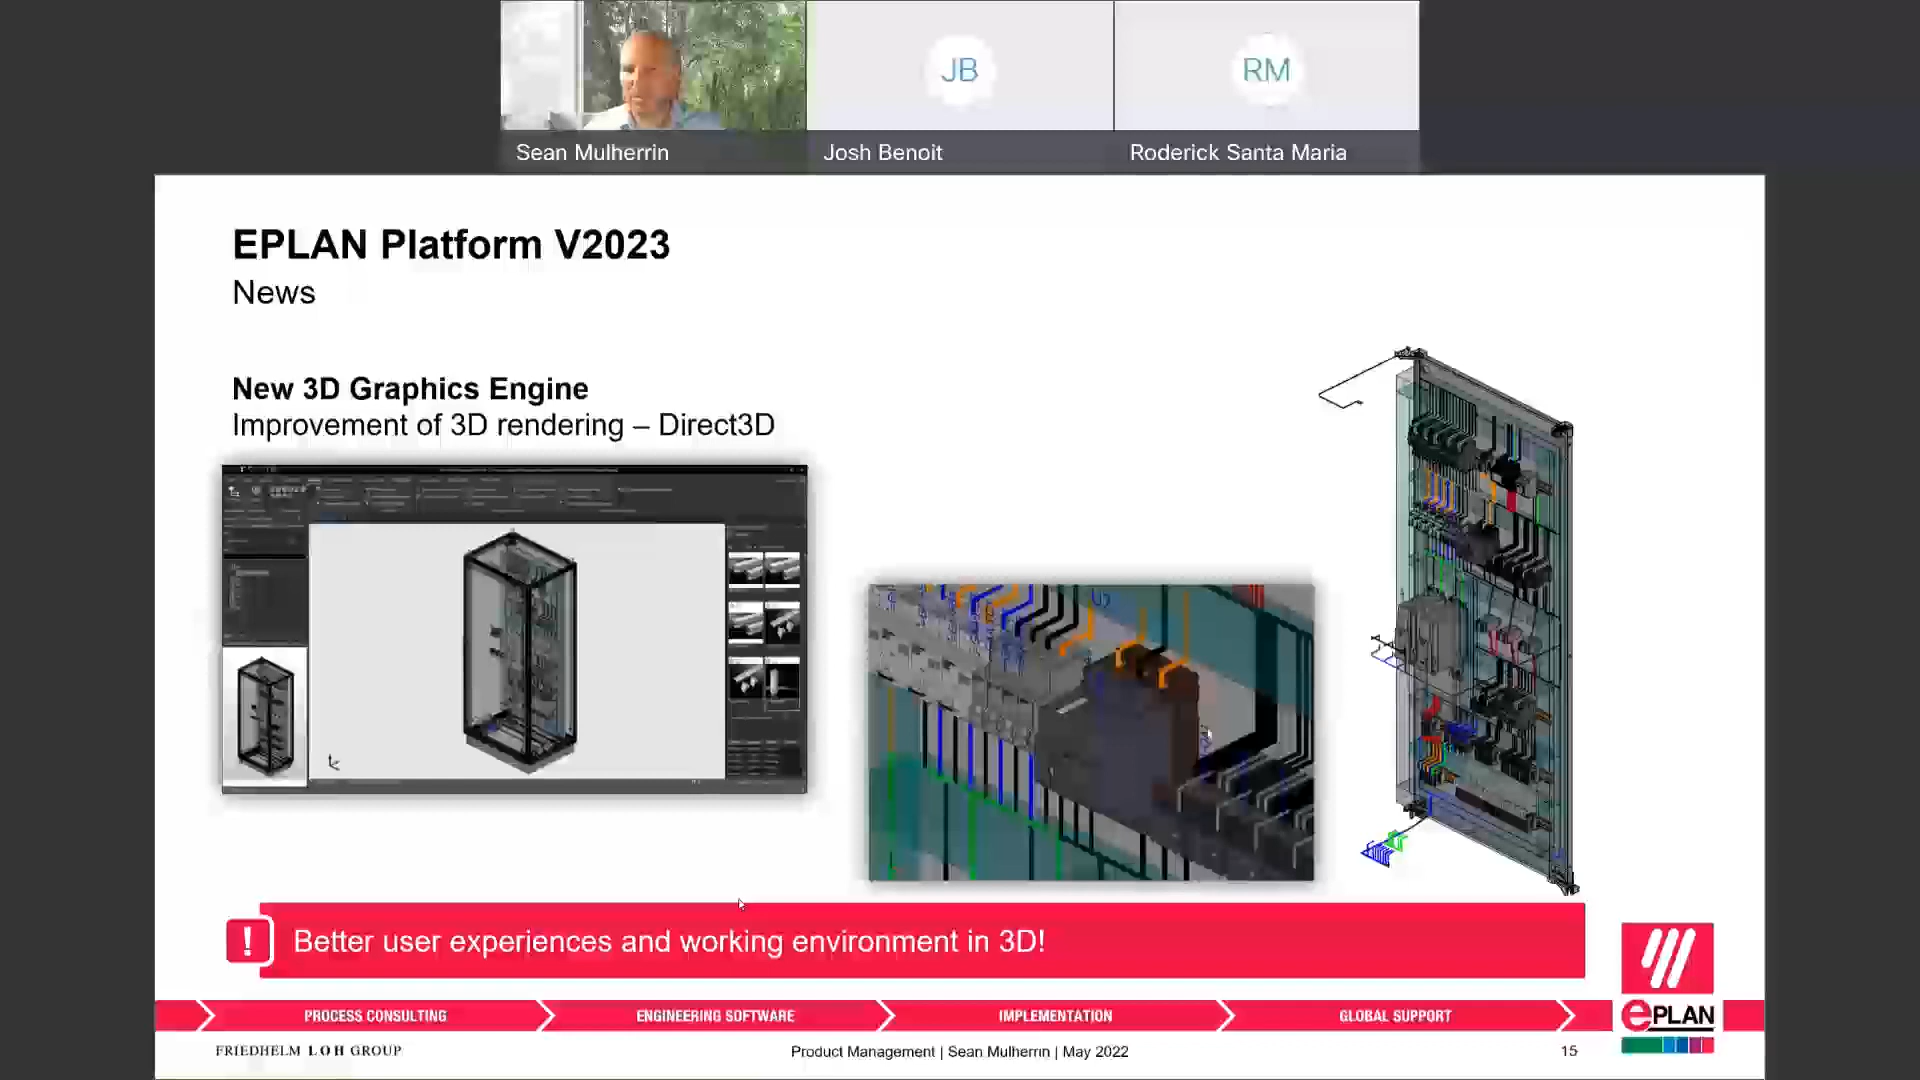 JB
RM
Sean Mulherrin
Josh Benoit
Roderick Santa Maria
EPLAN Platform V2023
News
New 3D Graphics Engine
Improvement of 3D rendering – Direct3D
! Better user experiences and working environment in 3D!
PROCESS CONSULTING
ENGINEERING SOFTWARE
IMPLEMENTATION
GLOBAL SUPPORT
ePLAN
FRIEDHELM LOH GROUP
Product Management | Sean Mulherrin | May 2022
15